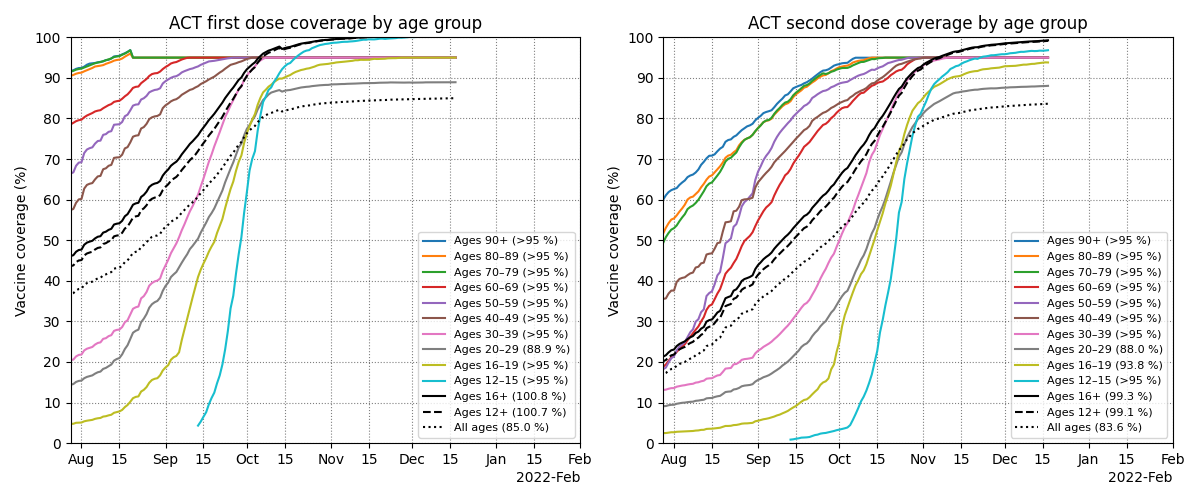 ACT first dose coverage by age group
Vaccine coverage (%)
100
90
80
70
60
50
40
30
20
10
0
Aug 15 Sep 15 Oct 15 Nov 15 Dec 15 Jan 15 Feb
2022-Feb
Ages 90+ (>95 %)
Ages 80–89 (>95 %)
Ages 70–79 (>95 %)
Ages 60–69 (>95 %)
Ages 50–59 (>95 %)
Ages 40–49 (>95 %)
Ages 30–39 (>95 %)
Ages 20–29 (88.9 %)
Ages 16–19 (>95 %)
Ages 12–15 (>95 %)
Ages 16+ (100.8 %)
Ages 12+ (100.7 %)
All ages (85.0 %)
ACT second dose coverage by age group
Vaccine coverage (%)
100
90
80
70
60
50
40
30
20
10
0
Aug 15 Sep 15 Oct 15 Nov 15 Dec 15 Jan 15 Feb
2022-Feb
Ages 90+ (>95 %)
Ages 80–89 (>95 %)
Ages 70–79 (>95 %)
Ages 60–69 (>95 %)
Ages 50–59 (>95 %)
Ages 40–49 (>95 %)
Ages 30–39 (>95 %)
Ages 20–29 (88.0 %)
Ages 16–19 (93.8 %)
Ages 12–15 (>95 %)
Ages 16+ (99.3 %)
Ages 12+ (99.1 %)
All ages (83.6 %)